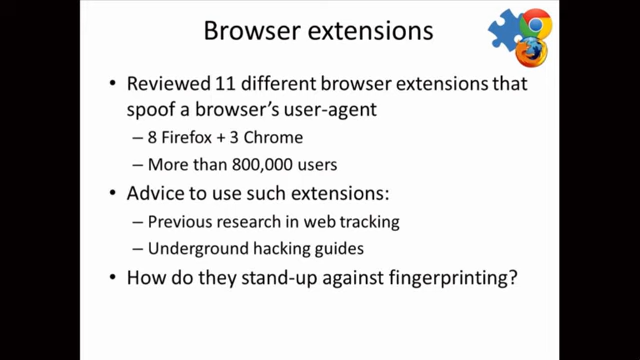 Browser extensions
• Reviewed 11 different browser extensions that
spoof a browser's user-agent
– 8 Firefox + 3 Chrome
– More than 800,000 users
• Advice to use such extensions:
– Previous research in web tracking
– Underground hacking guides
• How do they stand-up against fingerprinting?